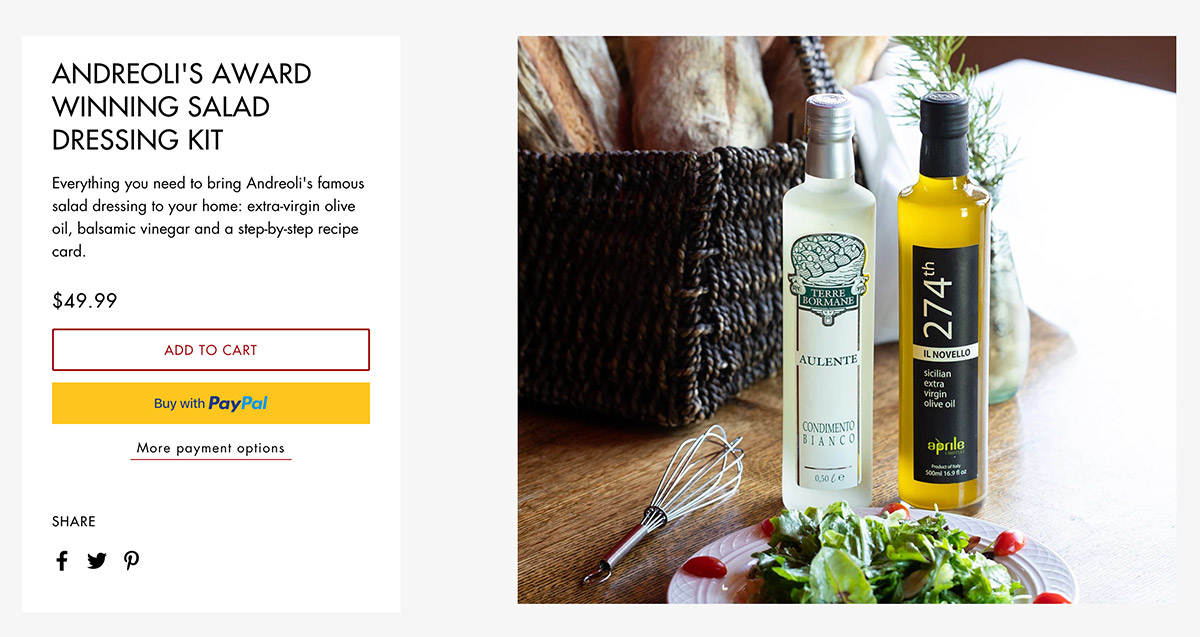 ANDREOLI'S AWARD
WINNING SALAD
DRESSING KIT
Everything you need to bring Andreoli's famous
salad dressing to your home: extra-virgin olive
oil, balsamic vinegar and a step-by-step recipe
card.
$49.99
ADD TO CART
Buy with PayPal
More payment options
SHARE
TERRE
BORMANE
AULENTE
CONDIMENTO
BIANCO
0,50 ℓ e
274th
IL NOVELLO
sicilian
extra
virgin
olive oil
aprile
Product of Italy
500ml 16.9 fl oz